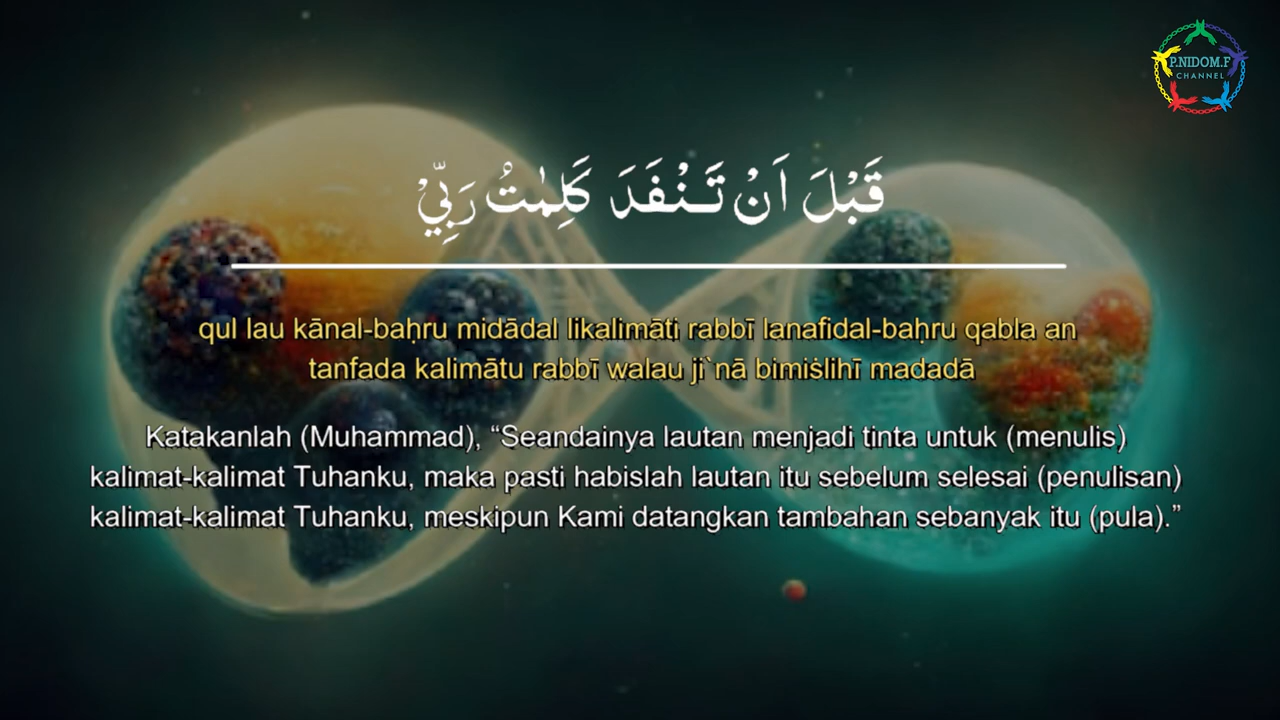 P.NIDOM.F
CHANNEL
قَبْلَ اَنْ تَنْفَدَ كَلِمٰتُ رَبِّيْ
qul lau kānal-baḥru midādal likalimāti rabbī lanafidal-baḥru qabla an
tanfada kalimātu rabbī walau ji`nā bimiṡlihī madadā
Katakanlah (Muhammad), “Seandainya lautan menjadi tinta untuk (menulis)
kalimat-kalimat Tuhanku, maka pasti habislah lautan itu sebelum selesai (penulisan)
kalimat-kalimat Tuhanku, meskipun Kami datangkan tambahan sebanyak itu (pula).”